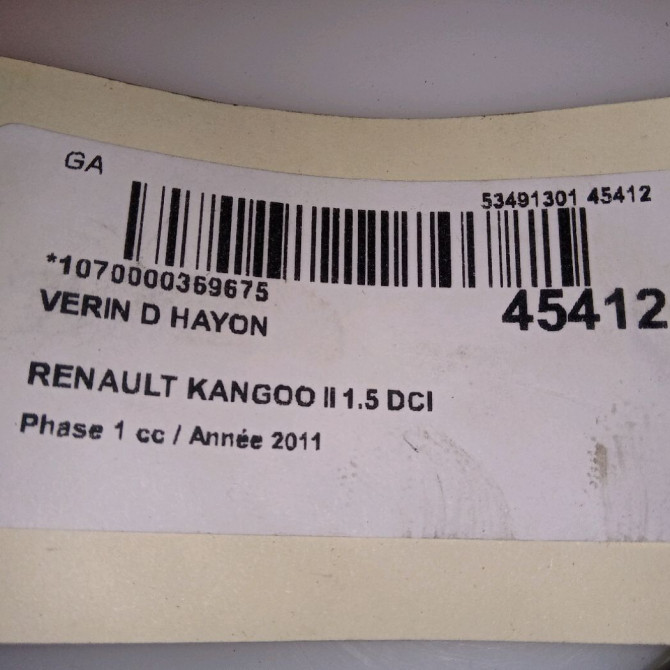 GA
53491301 45412
*1070000369675
45412
VERIN D HAYON
RENAULT KANGOO II 1.5 DCI
Phase 1 cc / Année 2011